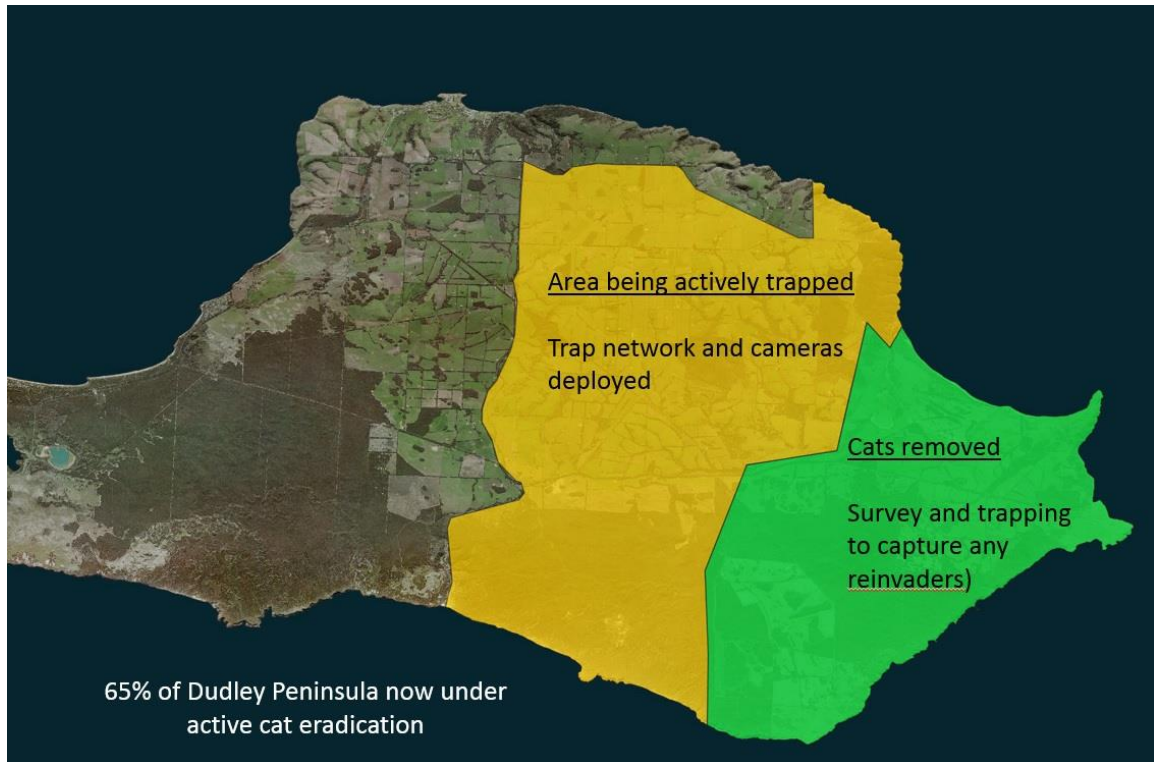 Area being actively trapped
Trap network and cameras
deployed
Cats removed
Survey and trapping
to capture any
reinvaders)
65% of Dudley Peninsula now under
active cat eradication